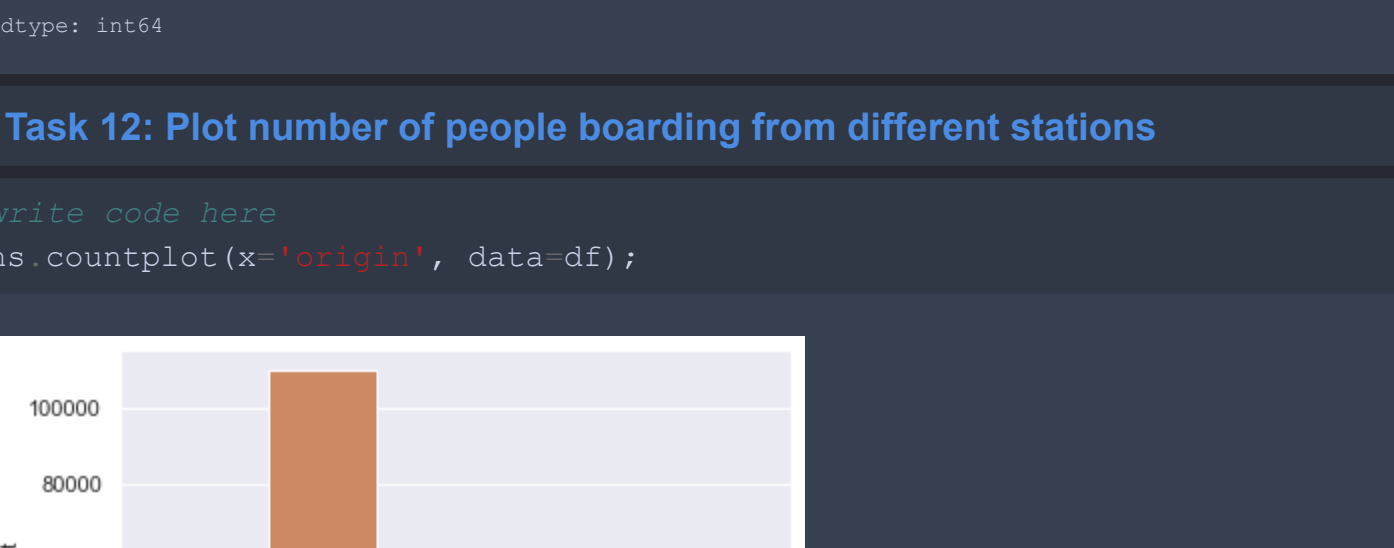 dtype: int64
Task 12: Plot number of people boarding from different stations
write code here
ns.countplot(x='origin', data=df);
100000
80000
t